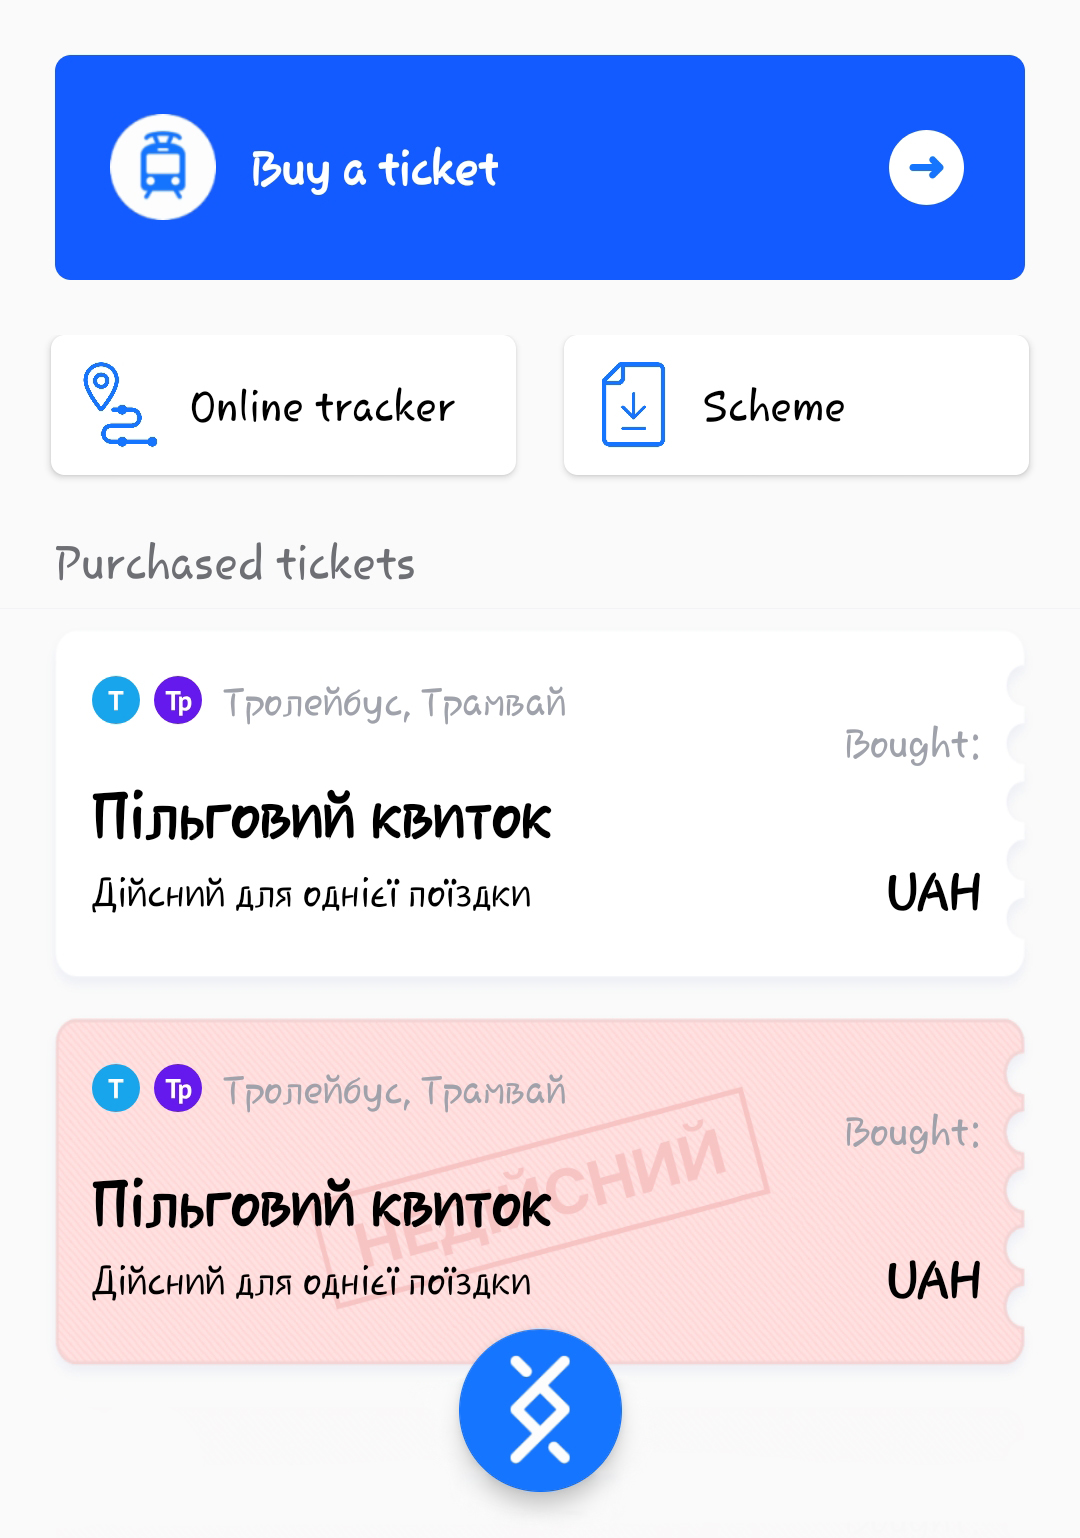 Buy a ticket
Online tracker
Scheme
Purchased tickets
Т Тр Тролейбус, Трамвай
Bought:
Пільговий квиток
Дійсний для однієї поїздки
UAH
Т Тр Тролейбус, Трамвай
Bought:
НЕДІЙСНИЙ
Пільговий квиток
Дійсний для однієї поїздки
UAH